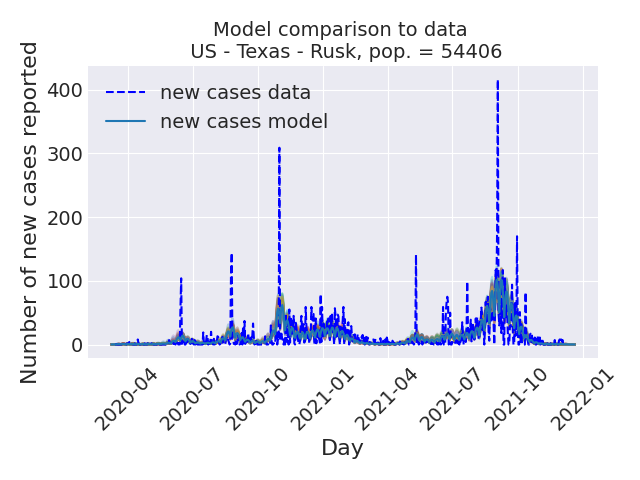 Model comparison to data
US - Texas - Rusk, pop. = 54406
Number of new cases reported
400
300
200
100
0
new cases data
new cases model
2020-04
2020-07
2020-10
2021-01
2021-04
2021-07
2021-10
2022-01
Day